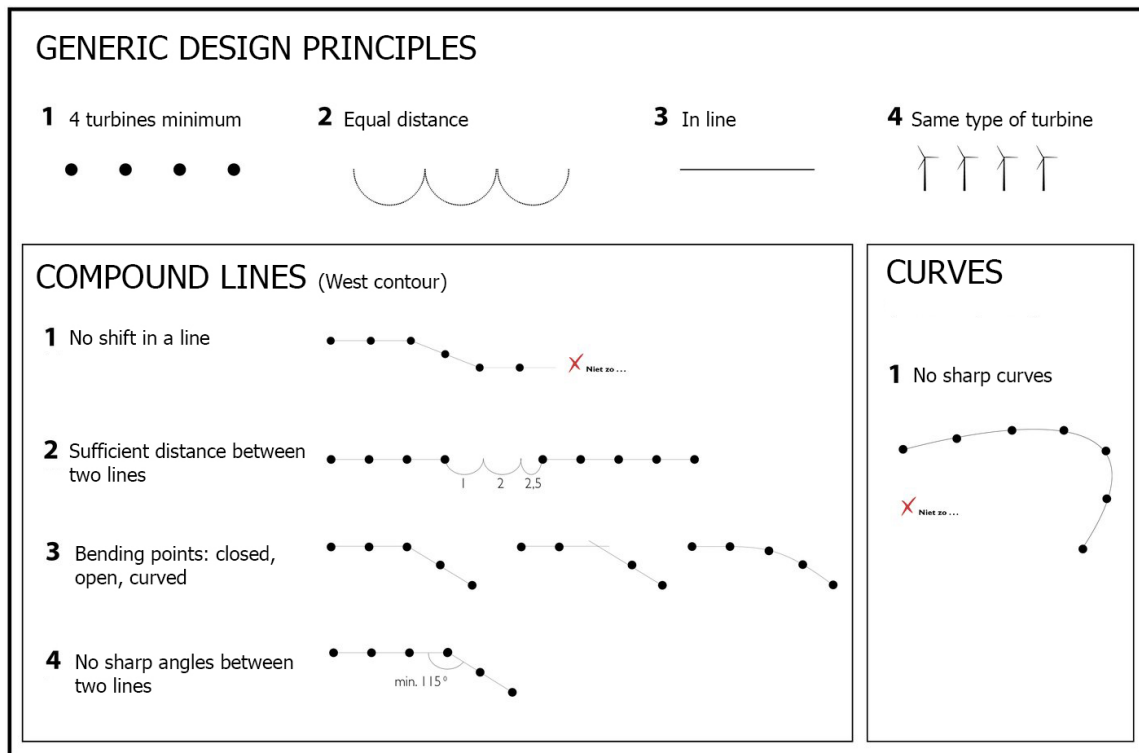 GENERIC DESIGN PRINCIPLES
1 4 turbines minimum
2 Equal distance
3 In line
4 Same type of turbine
COMPOUND LINES (West contour)
1 No shift in a line
Niet zo ...
2 Sufficient distance between
two lines
1 2 2,5
3 Bending points: closed,
open, curved
4 No sharp angles between
two lines
min. 115°
CURVES
1 No sharp curves
Niet zo ...